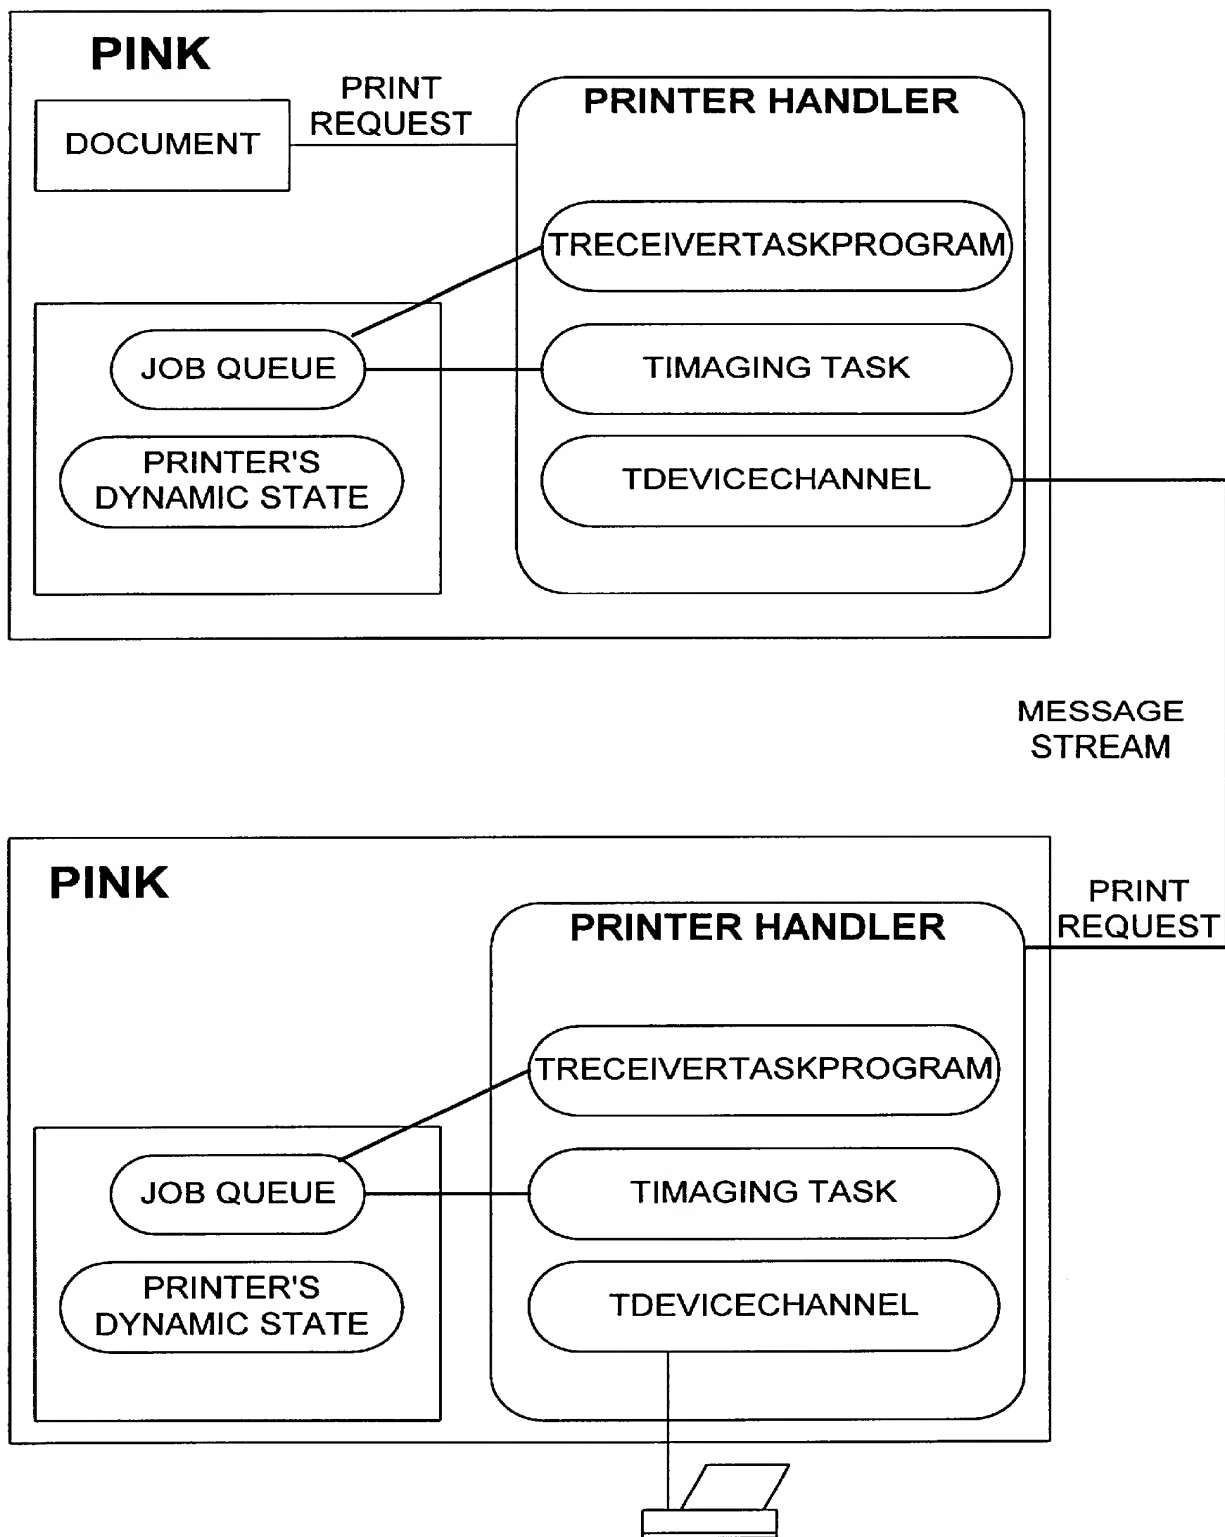 PINK
DOCUMENT
PRINT
REQUEST
PRINTER HANDLER
TRECEIVERTASKPROGRAM
JOB QUEUE
TIMAGING TASK
PRINTER'S
DYNAMIC STATE
TDEVICECHANNEL
MESSAGE
STREAM
PINK
PRINTER HANDLER
PRINT
REQUEST
TRECEIVERTASKPROGRAM
JOB QUEUE
TIMAGING TASK
PRINTER'S
DYNAMIC STATE
TDEVICECHANNEL